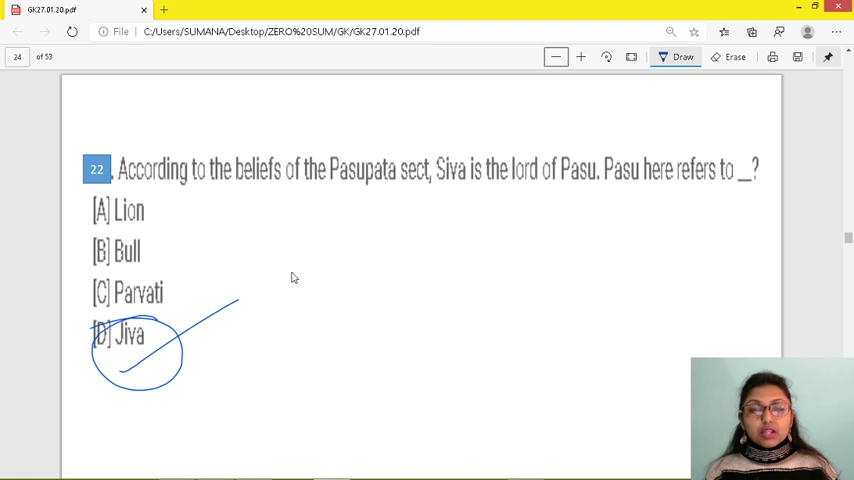 GK27.01.20.pdf
File
C:/Users/SUMANA/Desktop/ZERO%20SUM/GK/GK27.01.20.pdf
24 of 53
Draw
Erase
22 . According to the beliefs of the Pasupata sect, Siva is the lord of Pasu. Pasu here refers to __?
[A] Lion
[B] Bull
[C] Parvati
[D] Jiva